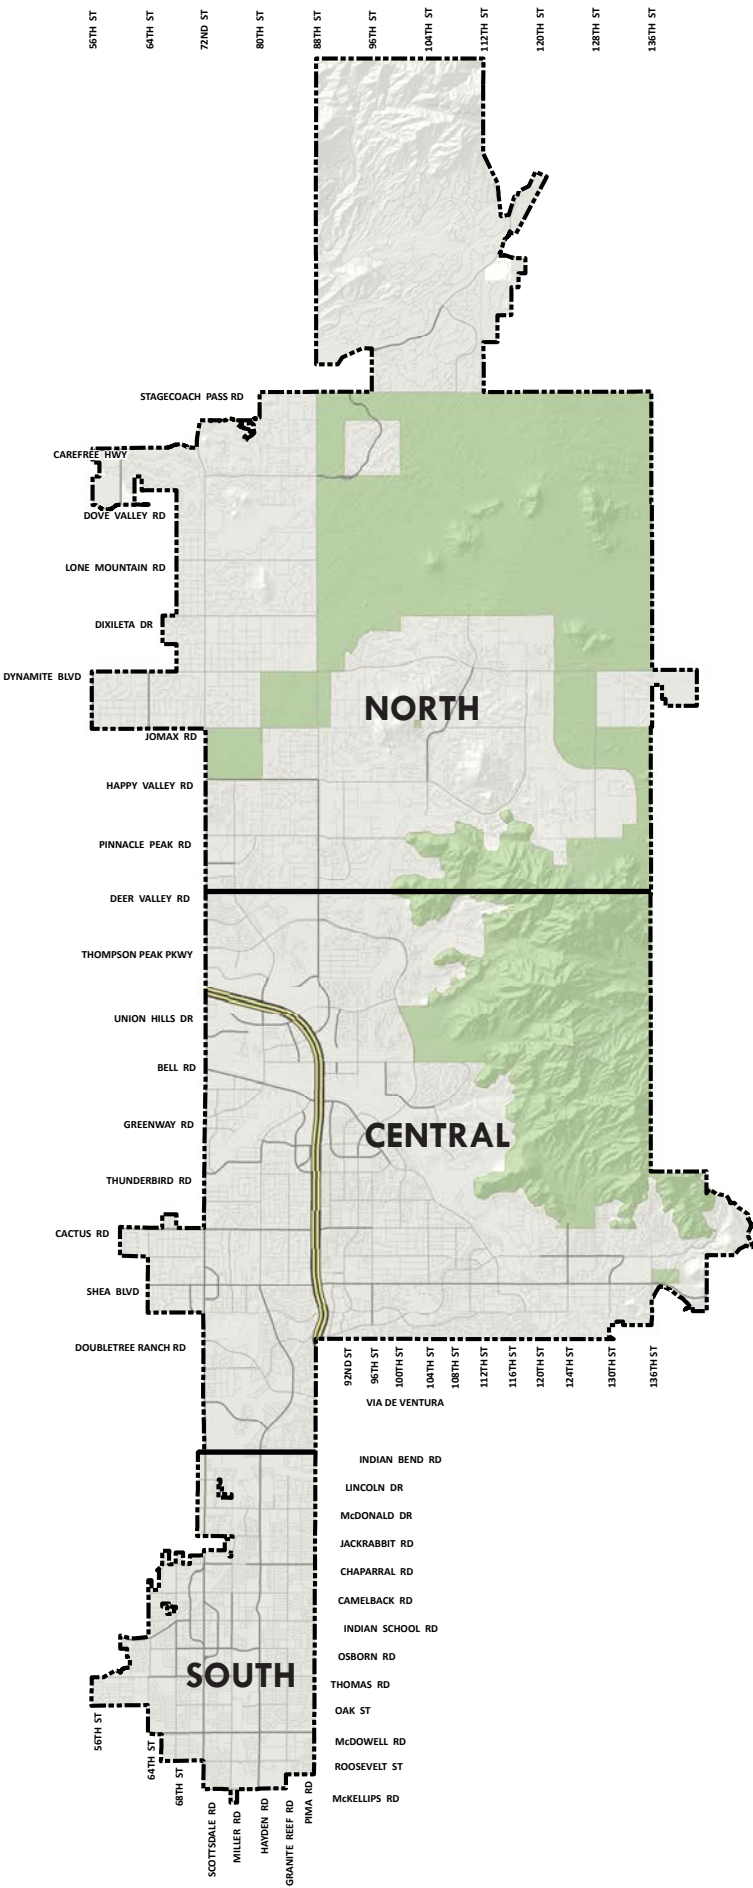 56TH ST
64TH ST
72ND ST
80TH ST
88TH ST
96TH ST
104TH ST
112TH ST
120TH ST
128TH ST
136TH ST
STAGECOACH PASS RD
CAREFREE HWY
DOVE VALLEY RD
LONE MOUNTAIN RD
DIXILETA DR
DYNAMITE BLVD
NORTH
JOMAX RD
HAPPY VALLEY RD
PINNACLE PEAK RD
DEER VALLEY RD
THOMPSON PEAK PKWY
UNION HILLS DR
BELL RD
GREENWAY RD
CENTRAL
THUNDERBIRD RD
CACTUS RD
SHEA BLVD
DOUBLETREE RANCH RD
92ND ST
96TH ST
100TH ST
104TH ST
108TH ST
112TH ST
116TH ST
120TH ST
124TH ST
130TH ST
136TH ST
VIA DE VENTURA
INDIAN BEND RD
LINCOLN DR
McDONALD DR
JACKRABBIT RD
CHAPARRAL RD
CAMELBACK RD
INDIAN SCHOOL RD
OSBORN RD
SOUTH
THOMAS RD
OAK ST
McDOWELL RD
ROOSEVELT ST
McKELLIPS RD
56TH ST
64TH ST
68TH ST
SCOTTSDALE RD
MILLER RD
HAYDEN RD
GRANITE REEF RD
PIMA RD